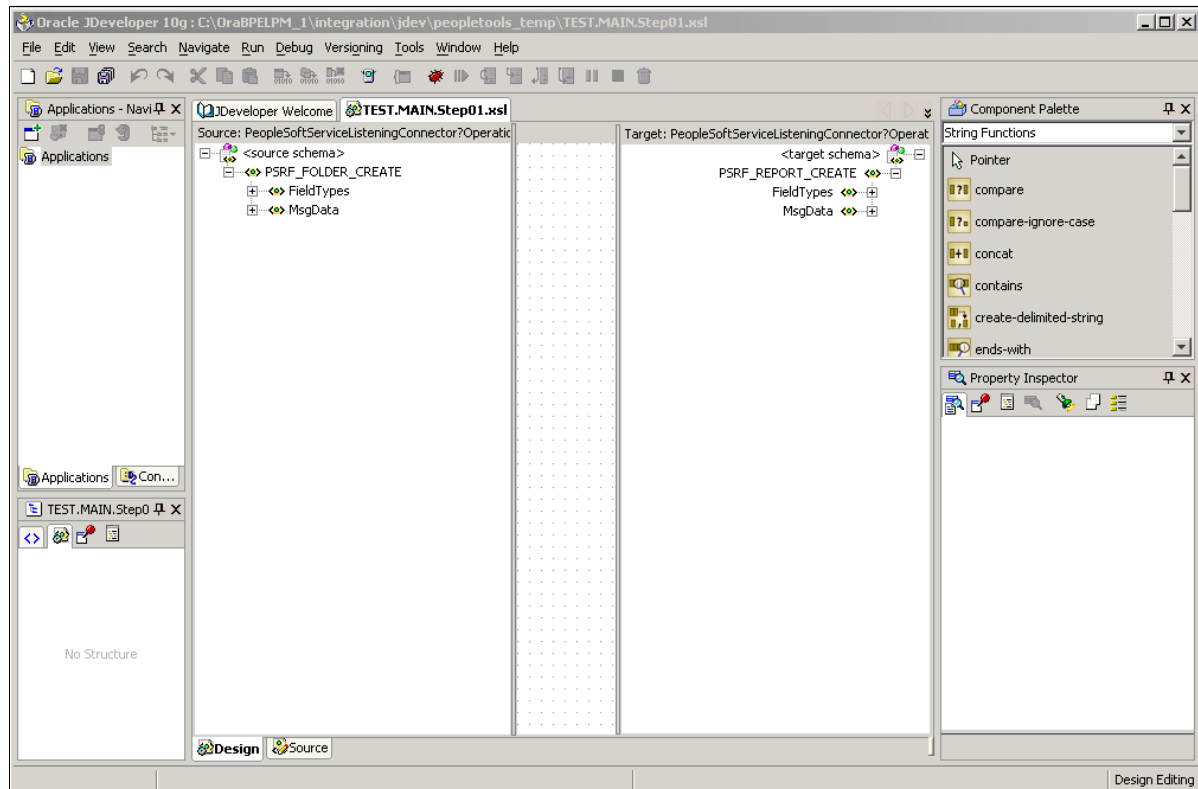 Oracle JDeveloper 10g : C:\OraBPELPM_1\integration\jdev\peopletools_temp\TEST.MAIN.Step01.xsl
File Edit View Search Navigate Run Debug Versioning Tools Window Help
Applications - Navi
JDeveloper Welcome
TEST.MAIN.Step01.xsl
Component Palette
Source: PeopleSoftServiceListeningConnector?Operatic
Target: PeopleSoftServiceListeningConnector?Operat
String Functions
Applications
<source schema>
<target schema>
Pointer
PSRF_FOLDER_CREATE
PSRF_REPORT_CREATE
FieldTypes
FieldTypes
compare
MsgData
MsgData
compare-ignore-case
concat
contains
create-delimited-string
ends-with
Property Inspector
Applications
Con...
TEST.MAIN.Step0
No Structure
Design
Source
Design Editing